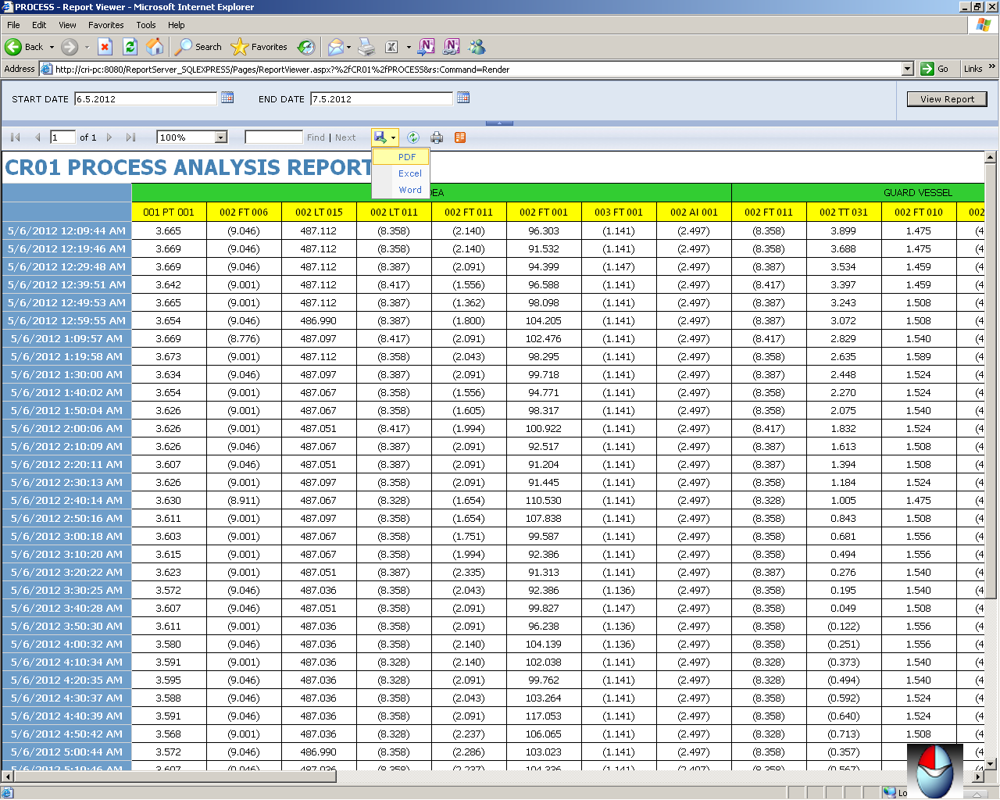 PROCESS - Report Viewer - Microsoft Internet Explorer
File Edit View Favorites Tools Help
Back Search Favorites
Address http://cri-pc:8080/ReportServer_SQLEXPRESS/Pages/ReportViewer.aspx?%2fCR01%2fPROCESS&rs:Command=Render Go Links »
START DATE 6.5.2012 END DATE 7.5.2012 View Report
1 of 1 100% Find | Next
PDF
Excel
Word
CR01 PROCESS ANALYSIS REPORT
GUARD VESSEL
001 PT 001 002 FT 006 002 LT 015 002 LT 011 002 FT 011 002 FT 001 003 FT 001 002 AI 001 002 FT 011 002 TT 031 002 FT 010 002
5/6/2012 12:09:44 AM 3.665 (9.046) 487.112 (8.358) (2.140) 96.303 (1.141) (2.497) (8.358) 3.899 1.475 (4
5/6/2012 12:19:46 AM 3.669 (9.046) 487.112 (8.358) (2.140) 91.532 (1.141) (2.497) (8.358) 3.688 1.475 (4
5/6/2012 12:29:48 AM 3.669 (9.046) 487.112 (8.387) (2.091) 94.399 (1.147) (2.497) (8.387) 3.534 1.459 (4
5/6/2012 12:39:51 AM 3.642 (9.001) 487.112 (8.417) (1.556) 96.588 (1.141) (2.497) (8.417) 3.397 1.459 (4
5/6/2012 12:49:53 AM 3.665 (9.001) 487.112 (8.387) (1.362) 98.098 (1.141) (2.497) (8.387) 3.243 1.508 (4
5/6/2012 12:59:55 AM 3.654 (9.046) 486.990 (8.387) (1.800) 104.205 (1.141) (2.497) (8.387) 3.072 1.508 (4
5/6/2012 1:09:57 AM 3.669 (8.776) 487.097 (8.417) (2.091) 102.476 (1.141) (2.497) (8.417) 2.829 1.540 (4
5/6/2012 1:19:58 AM 3.673 (9.001) 487.112 (8.358) (2.043) 98.295 (1.141) (2.497) (8.358) 2.635 1.589 (4
5/6/2012 1:30:00 AM 3.634 (9.046) 487.097 (8.387) (2.091) 99.718 (1.141) (2.497) (8.387) 2.448 1.524 (4
5/6/2012 1:40:02 AM 3.654 (9.001) 487.067 (8.358) (1.556) 94.771 (1.141) (2.497) (8.358) 2.270 1.524 (4
5/6/2012 1:50:04 AM 3.626 (9.001) 487.067 (8.358) (1.605) 98.317 (1.141) (2.497) (8.358) 2.075 1.540 (4
5/6/2012 2:00:06 AM 3.626 (9.001) 487.051 (8.417) (1.994) 100.922 (1.141) (2.497) (8.417) 1.832 1.524 (4
5/6/2012 2:10:09 AM 3.626 (9.046) 487.067 (8.387) (2.091) 92.517 (1.141) (2.497) (8.387) 1.613 1.508 (4
5/6/2012 2:20:11 AM 3.607 (9.046) 487.051 (8.387) (2.091) 91.204 (1.141) (2.497) (8.387) 1.394 1.508 (4
5/6/2012 2:30:13 AM 3.626 (9.001) 487.067 (8.358) (2.091) 91.445 (1.141) (2.497) (8.358) 1.184 1.524 (4
5/6/2012 2:40:14 AM 3.630 (8.911) 487.067 (8.328) (1.654) 110.530 (1.141) (2.497) (8.328) 1.005 1.475 (4
5/6/2012 2:50:16 AM 3.611 (9.001) 487.097 (8.358) (1.654) 107.838 (1.141) (2.497) (8.358) 0.843 1.508 (4
5/6/2012 3:00:18 AM 3.603 (9.001) 487.067 (8.358) (1.751) 99.587 (1.141) (2.497) (8.358) 0.681 1.556 (4
5/6/2012 3:10:20 AM 3.615 (9.001) 487.067 (8.358) (1.994) 92.386 (1.141) (2.497) (8.358) 0.494 1.556 (4
5/6/2012 3:20:22 AM 3.623 (9.001) 487.051 (8.387) (2.335) 91.313 (1.141) (2.497) (8.387) 0.276 1.540 (4
5/6/2012 3:30:25 AM 3.572 (9.046) 487.036 (8.358) (2.043) 92.386 (1.136) (2.497) (8.358) 0.195 1.540 (4
5/6/2012 3:40:28 AM 3.607 (9.046) 487.051 (8.358) (2.091) 99.827 (1.147) (2.497) (8.358) 0.049 1.508 (4
5/6/2012 3:50:30 AM 3.611 (9.001) 487.036 (8.358) (2.091) 96.238 (1.136) (2.497) (8.358) (0.122) 1.556 (4
5/6/2012 4:00:32 AM 3.580 (9.046) 487.036 (8.358) (2.140) 104.139 (1.136) (2.497) (8.358) (0.251) 1.556 (4
5/6/2012 4:10:34 AM 3.591 (9.001) 487.036 (8.328) (2.140) 102.038 (1.141) (2.497) (8.328) (0.373) 1.540 (4
5/6/2012 4:20:35 AM 3.595 (9.046) 487.036 (8.328) (2.091) 99.762 (1.141) (2.497) (8.328) (0.494) 1.540 (4
5/6/2012 4:30:37 AM 3.588 (9.046) 487.036 (8.358) (2.043) 103.264 (1.141) (2.497) (8.358) (0.592) 1.524 (4
5/6/2012 4:40:39 AM 3.591 (9.046) 487.036 (8.358) (2.091) 117.053 (1.141) (2.497) (8.358) (0.640) 1.524 (4
5/6/2012 4:50:42 AM 3.568 (9.001) 487.036 (8.328) (2.237) 106.065 (1.141) (2.497) (8.328) (0.713) 1.508 (4
5/6/2012 5:00:44 AM 3.572 (9.046) 486.990 (8.358) (2.286) 103.023 (1.141) (2.497) (8.358) (0.357)